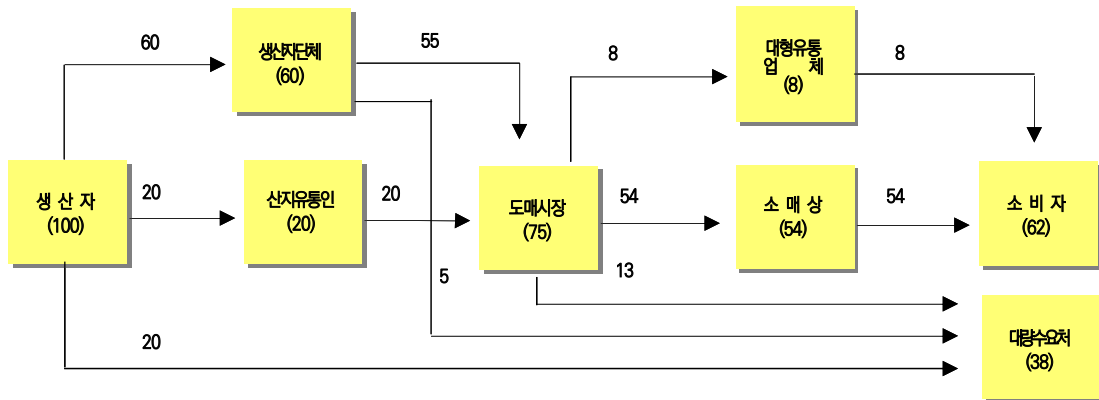 60
생산자단체
(60)
55
8
대형유통
업 체
(8)
8
생 산 자
(100)
20
산지유통인
(20)
20
도매시장
(75)
54
소 매 상
(54)
54
소 비 자
(62)
5
13
20
대량수요처
(38)